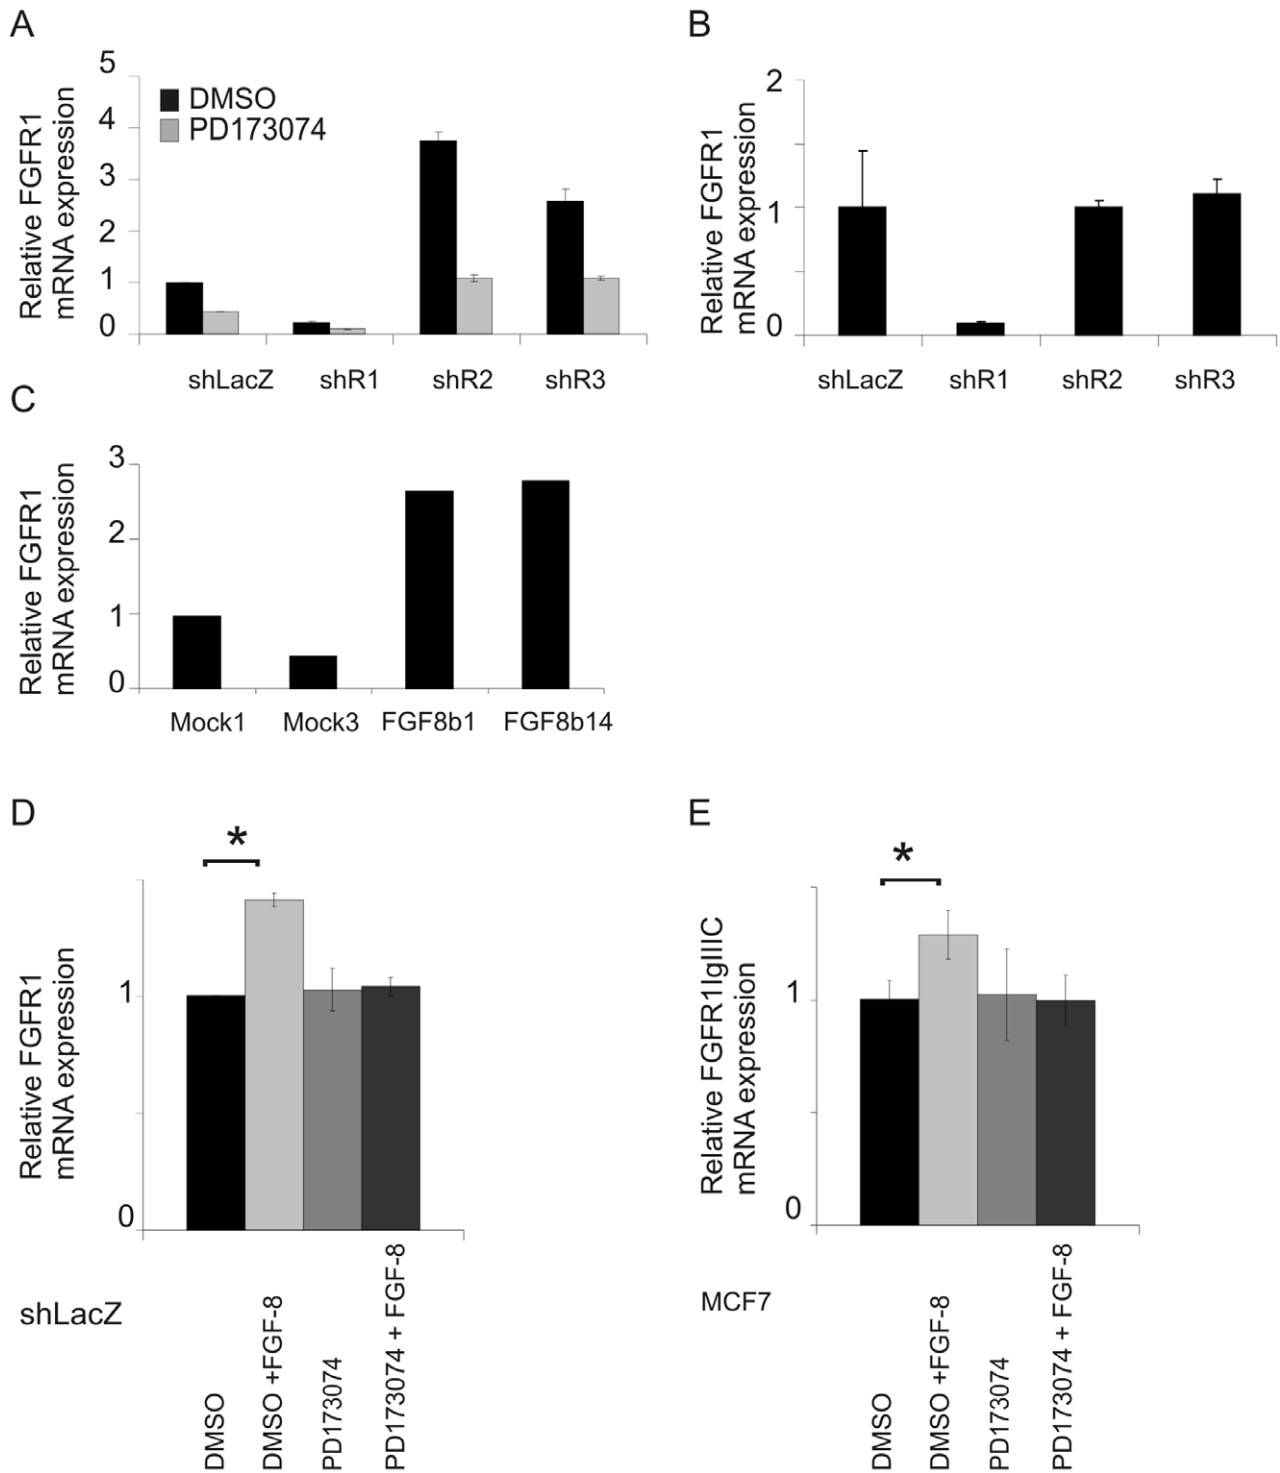 A
Relative FGFR1
mRNA expression
5
4
3
2
1
0
DMSO
PD173074
shLacZ shR1 shR2 shR3
B
Relative FGFR1
mRNA expression
2
1
0
shLacZ shR1 shR2 shR3
C
Relative FGFR1
mRNA expression
3
2
1
0
Mock1 Mock3 FGF8b1 FGF8b14
D
*
Relative FGFR1
mRNA expression
1
0
shLacZ
DMSO
DMSO +FGF-8
PD173074
PD173074 + FGF-8
E
*
Relative FGFR1IgIIIC
mRNA expression
1
0
MCF7
DMSO
DMSO +FGF-8
PD173074
PD173074 + FGF-8